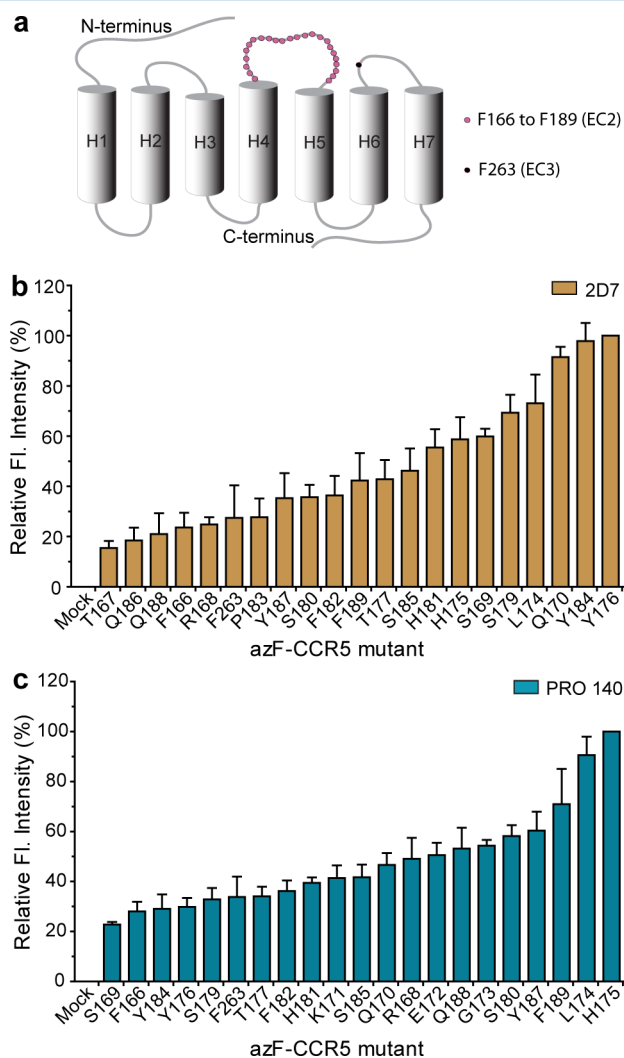 a
N-terminus
H1 H2 H3 H4 H5 H6 H7
F166 to F189 (EC2)
F263 (EC3)
C-terminus
b
2D7
Relative Fl. Intensity (%)
120
100
80
60
40
20
0
Mock T167 Q186 Q188 F166 R168 F263 P183 Y187 S180 F182 F189 T177 S185 H181 H175 S169 S179 L174 Q170 Y184 Y176
azF-CCR5 mutant
c
PRO 140
Relative Fl. Intensity (%)
120
100
80
60
40
20
0
Mock S169 F166 Y184 Y176 S179 F263 T177 F182 H181 K171 S185 Q170 R168 E172 Q188 G173 S180 Y187 F189 L174 H175
azF-CCR5 mutant